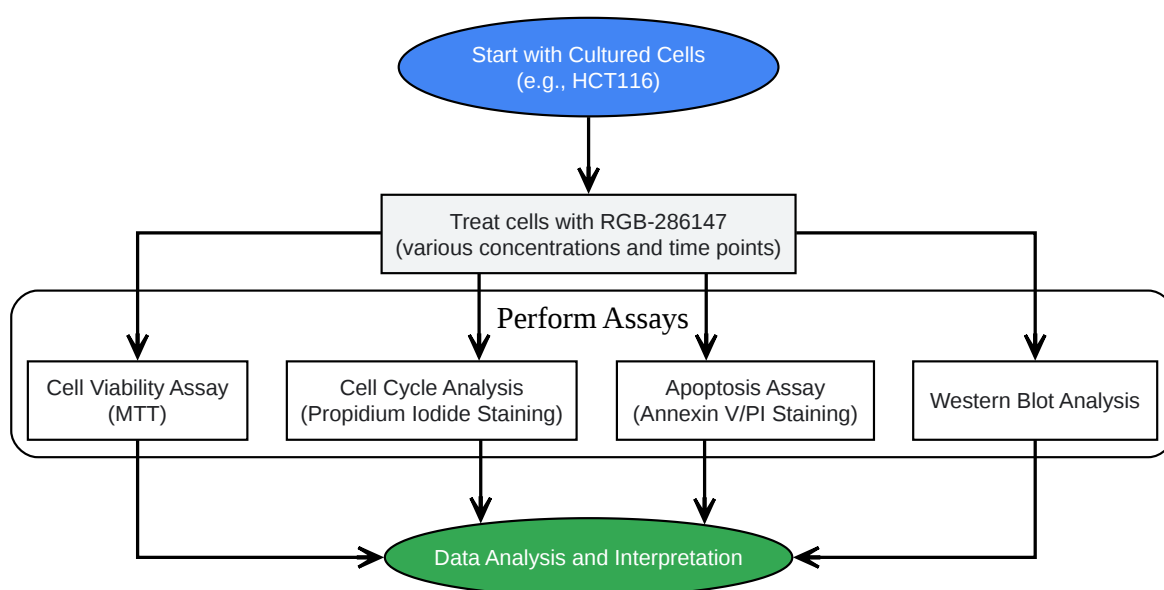 Start with Cultured Cells
(e.g., HCT116)
Treat cells with RGB-286147
(various concentrations and time points)
Perform Assays
Cell Viability Assay
(MTT)
Cell Cycle Analysis
(Propidium Iodide Staining)
Apoptosis Assay
(Annexin V/PI Staining)
Western Blot Analysis
Data Analysis and Interpretation